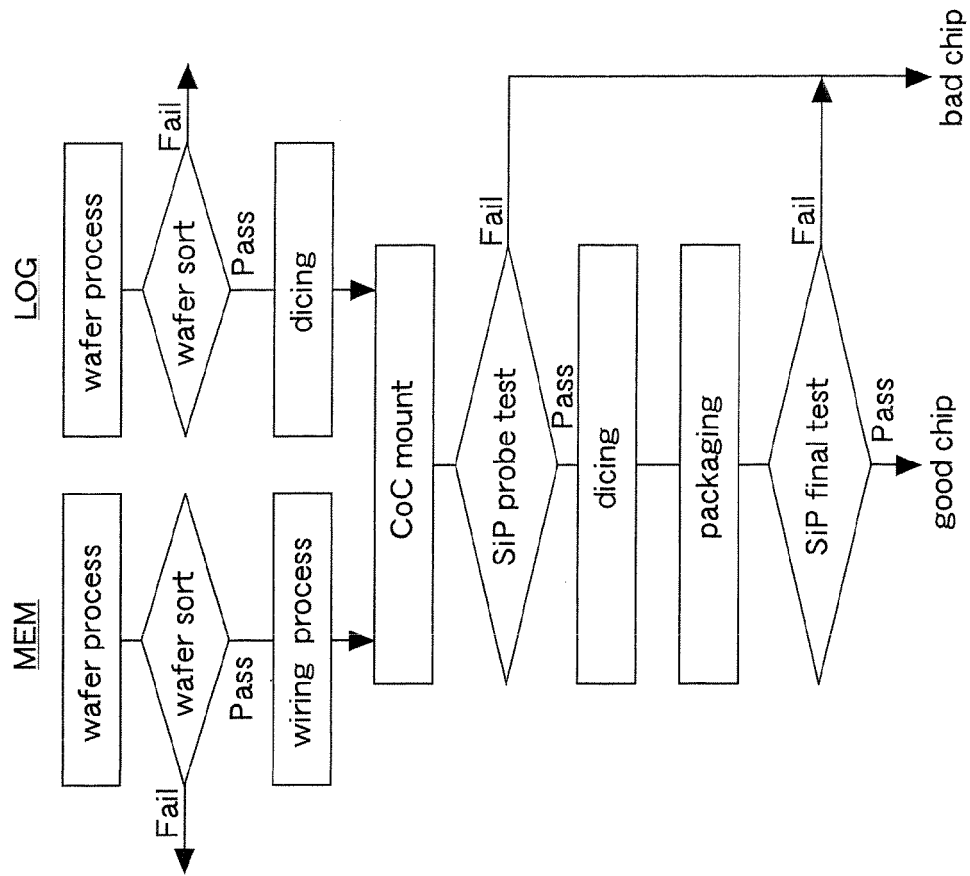 MEM
wafer process
wafer sort
Fail
Pass
wiring process
LOG
wafer process
wafer sort
Fail
Pass
dicing
CoC mount
SiP probe test
Fail
Pass
dicing
packaging
SiP final test
Fail
Pass
good chip
bad chip